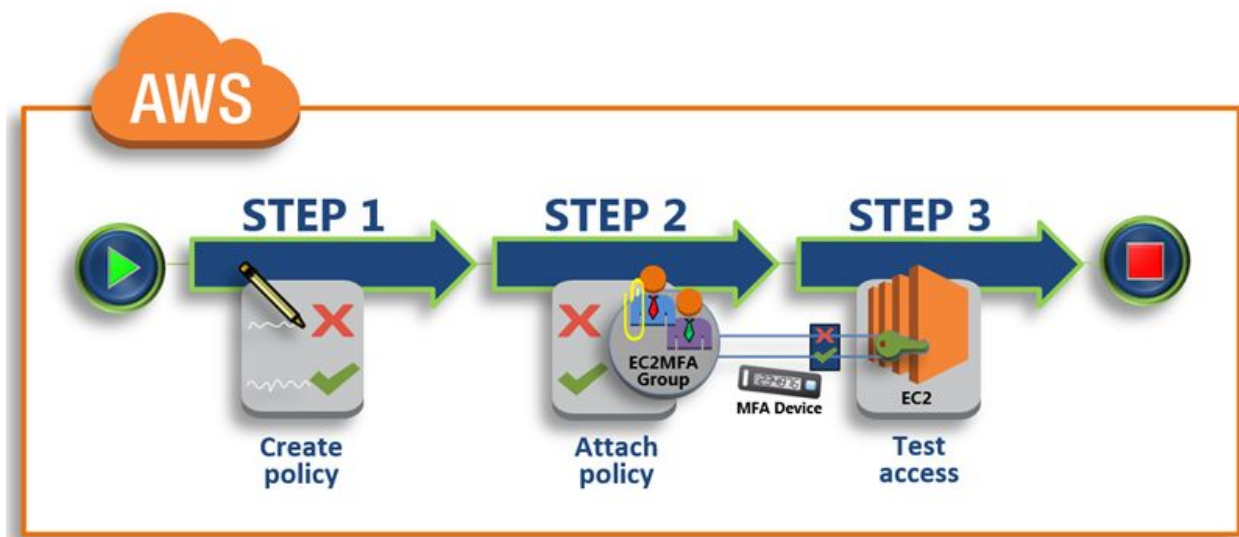 AWS
STEP 1
STEP 2
STEP 3
EC2MFA
Group
MFA Device
EC2
Create
policy
Attach
policy
Test
access